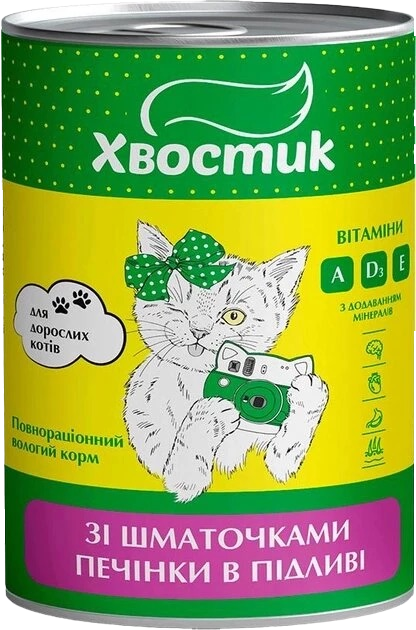 Хвостик
ВІТАМІНИ
A D3 E
З ДОДАВАННЯМ
МІНЕРАЛІВ
для
дорослих
котів
Повнораціонний
вологий корм
ЗІ ШМАТОЧКАМИ
ПЕЧІНКИ В ПІДЛИВІ